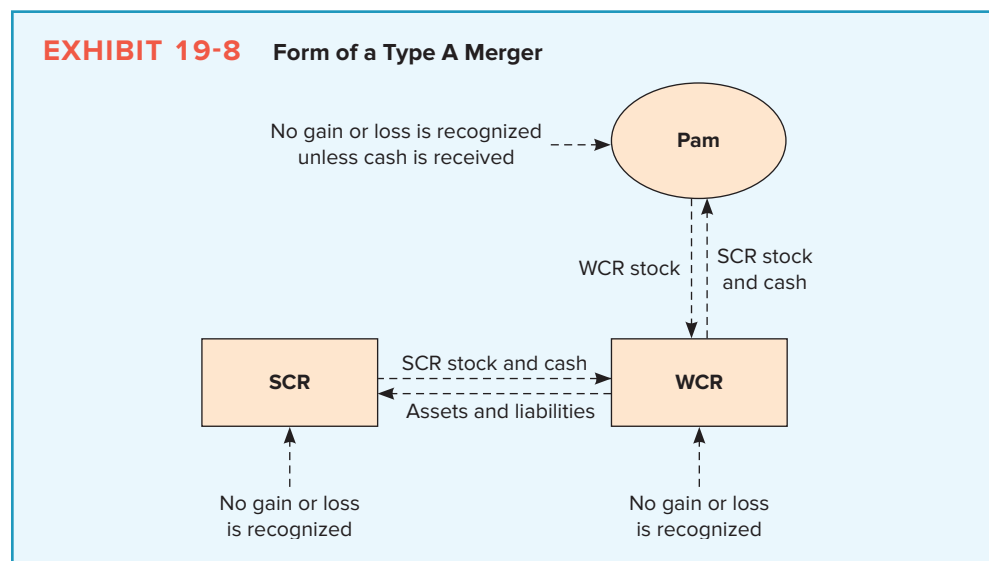 EXHIBIT 19-8 Form of a Type A Merger
No gain or loss is recognized
unless cash is received
Pam
WCR stock
SCR stock
and cash
SCR
SCR stock and cash
Assets and liabilities
WCR
No gain or loss
is recognized
No gain or loss
is recognized